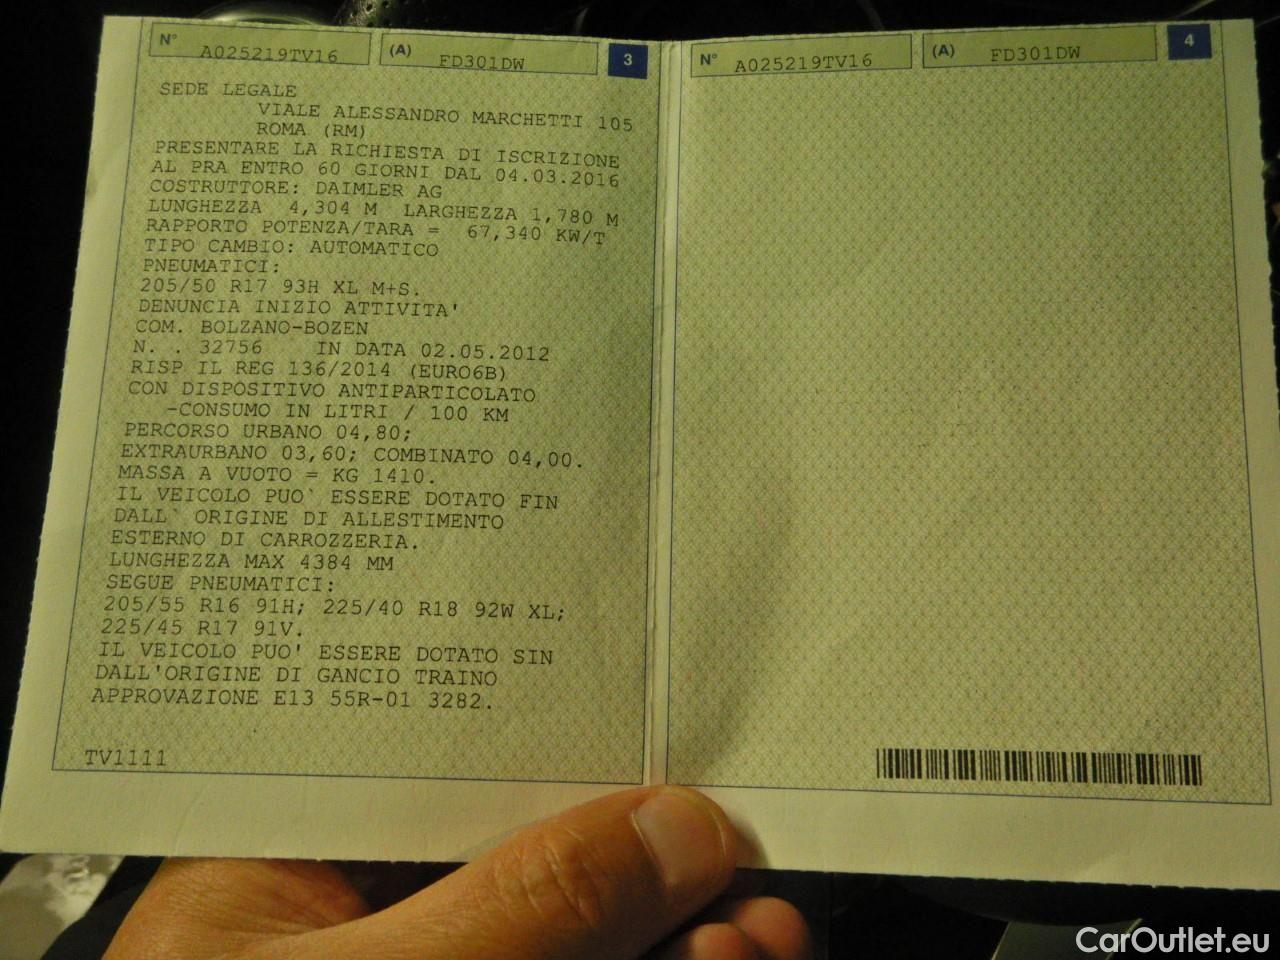 N° A025219TV16 (A) FD301DW 3
SEDE LEGALE
VIALE ALESSANDRO MARCHETTI 105
ROMA (RM)
PRESENTARE LA RICHIESTA DI ISCRIZIONE
AL PRA ENTRO 60 GIORNI DAL 04.03.2016
COSTRUTTORE: DAIMLER AG
LUNGHEZZA 4,304 M LARGHEZZA 1,780 M
RAPPORTO POTENZA/TARA = 67,340 KW/T
TIPO CAMBIO: AUTOMATICO
PNEUMATICI:
205/50 R17 93H XL M+S.
DENUNCIA INIZIO ATTIVITA'
COM. BOLZANO-BOZEN
N. . 32756 IN DATA 02.05.2012
RISP IL REG 136/2014 (EURO6B)
CON DISPOSITIVO ANTIPARTICOLATO
-CONSUMO IN LITRI / 100 KM
PERCORSO URBANO 04,80;
EXTRAURBANO 03,60; COMBINATO 04,00.
MASSA A VUOTO = KG 1410.
IL VEICOLO PUO` ESSERE DOTATO FIN
DALL` ORIGINE DI ALLESTIMENTO
ESTERNO DI CARROZZERIA.
LUNGHEZZA MAX 4384 MM
SEGUE PNEUMATICI:
205/55 R16 91H; 225/40 R18 92W XL;
225/45 R17 91V.
IL VEICOLO PUO' ESSERE DOTATO SIN
DALL'ORIGINE DI GANCIO TRAINO
APPROVAZIONE E13 55R-01 3282.
TV1111
N° A025219TV16 (A) FD301DW 4
CarOutlet.eu